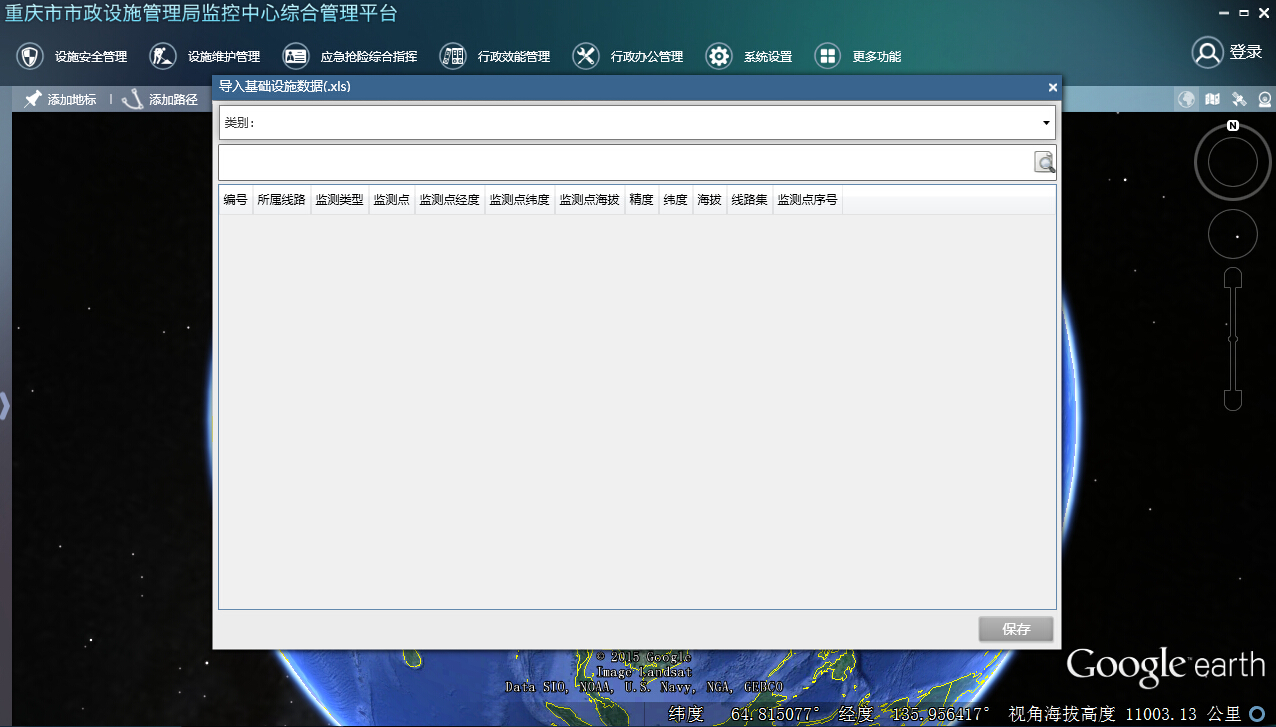 重庆市市政设施管理局监控中心综合管理平台
设施安全管理 设施维护管理 应急抢险综合指挥 行政效能管理 行政办公管理 系统设置 更多功能 登录
导入基础设施数据(.xls)
添加地标 添加路径
类别:
N
编号 所属线路 监测类型 监测点 监测点经度 监测点纬度 监测点海拔 精度 纬度 海拔 线路集 监测点序号
保存
© 2015 Google
Image Landsat
Data SIO, NOAA, U.S. Navy, NGA, GEBCO
Google earth
纬度 64.815077° 经度 135.956417° 视角海拔高度 11003.13 公里